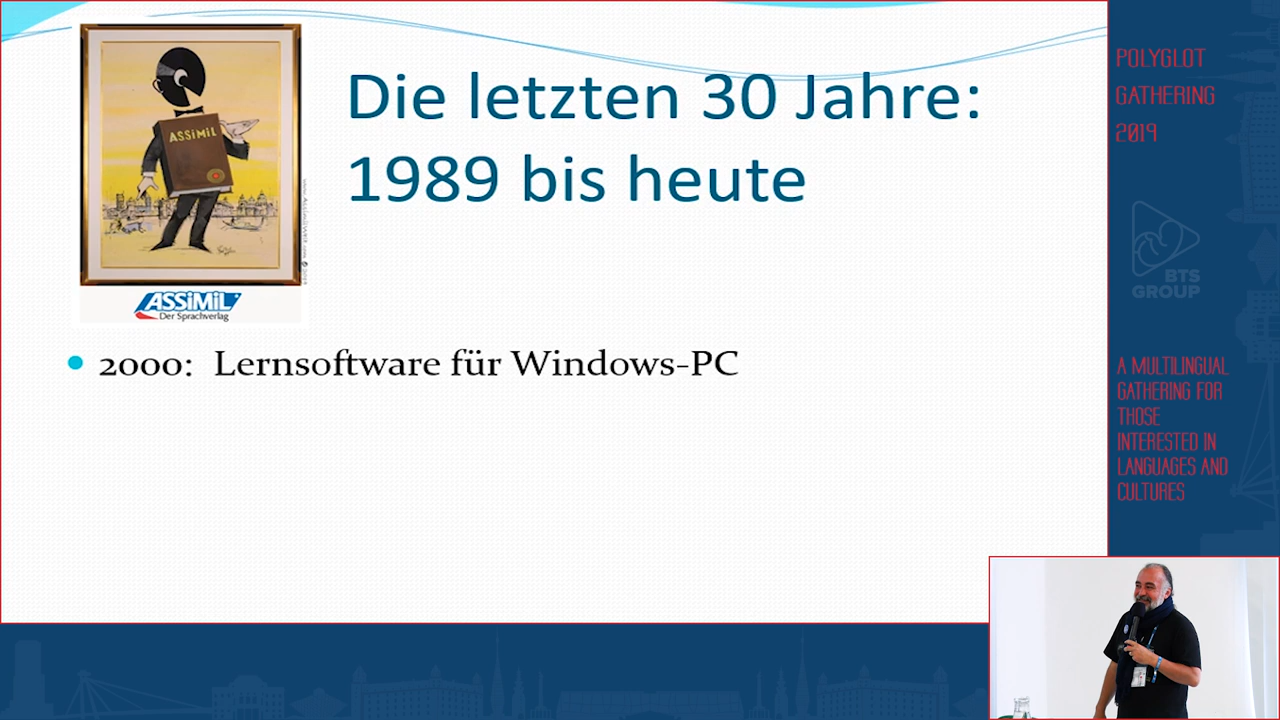 ASSiMiL
Die letzten 30 Jahre:
1989 bis heute
ASSiMiL
Der Sprachverlag
2000: Lernsoftware für Windows-PC
POLYGLOT
GATHERING
2019
BTS
GROUP
A MULTILINGUAL
GATHERING FOR
THOSE
INTERESTED IN
LANGUAGES AND
CULTURES